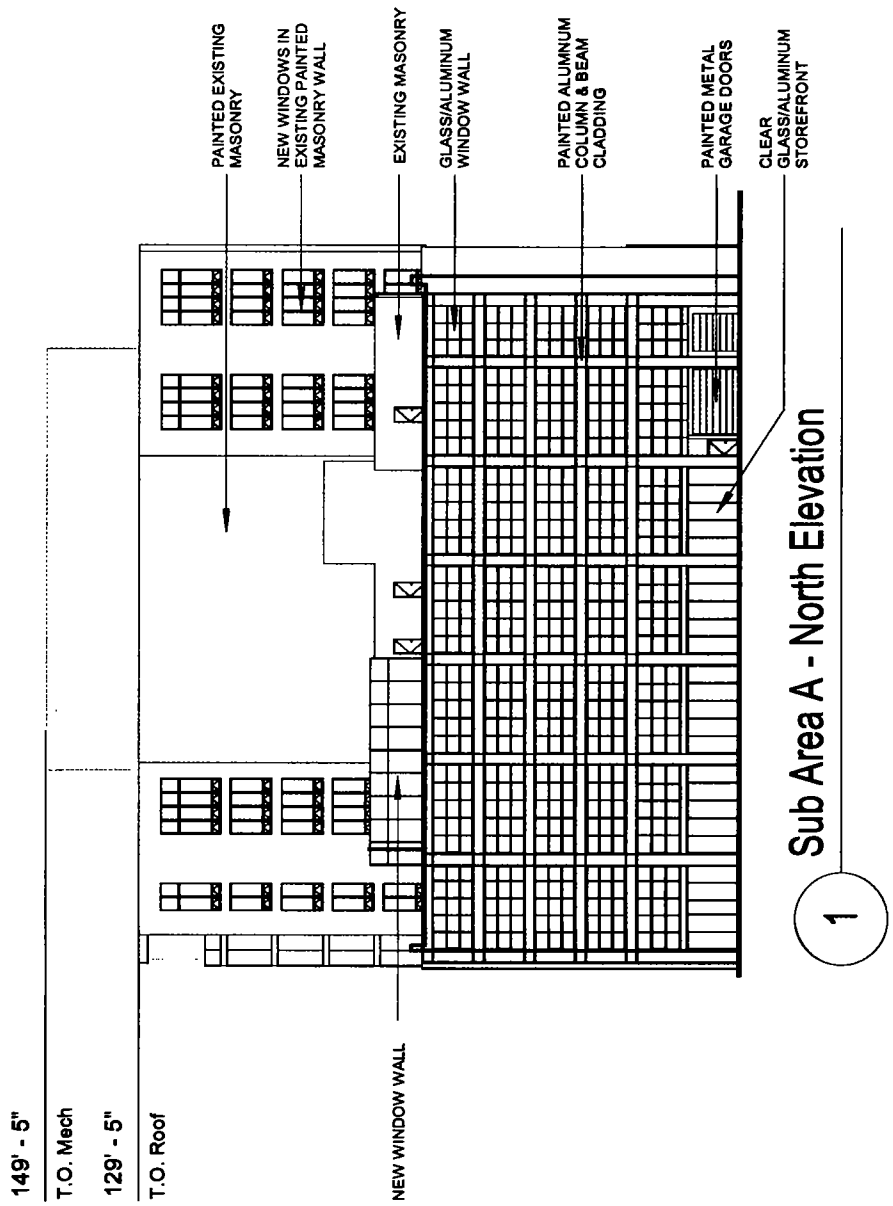 149' - 5"
T.O. Mech
129' - 5"
T.O. Roof
NEW WINDOW WALL
PAINTED EXISTING
MASONRY
NEW WINDOWS IN
EXISTING PAINTED
MASONRY WALL
EXISTING MASONRY
GLASS/ALUMINUM
WINDOW WALL
PAINTED ALUMNUM
COLUMN & BEAM
CLADDING
PAINTED METAL
GARAGE DOORS
CLEAR
GLASS/ALUMINUM
STOREFRONT
1
Sub Area A - North Elevation